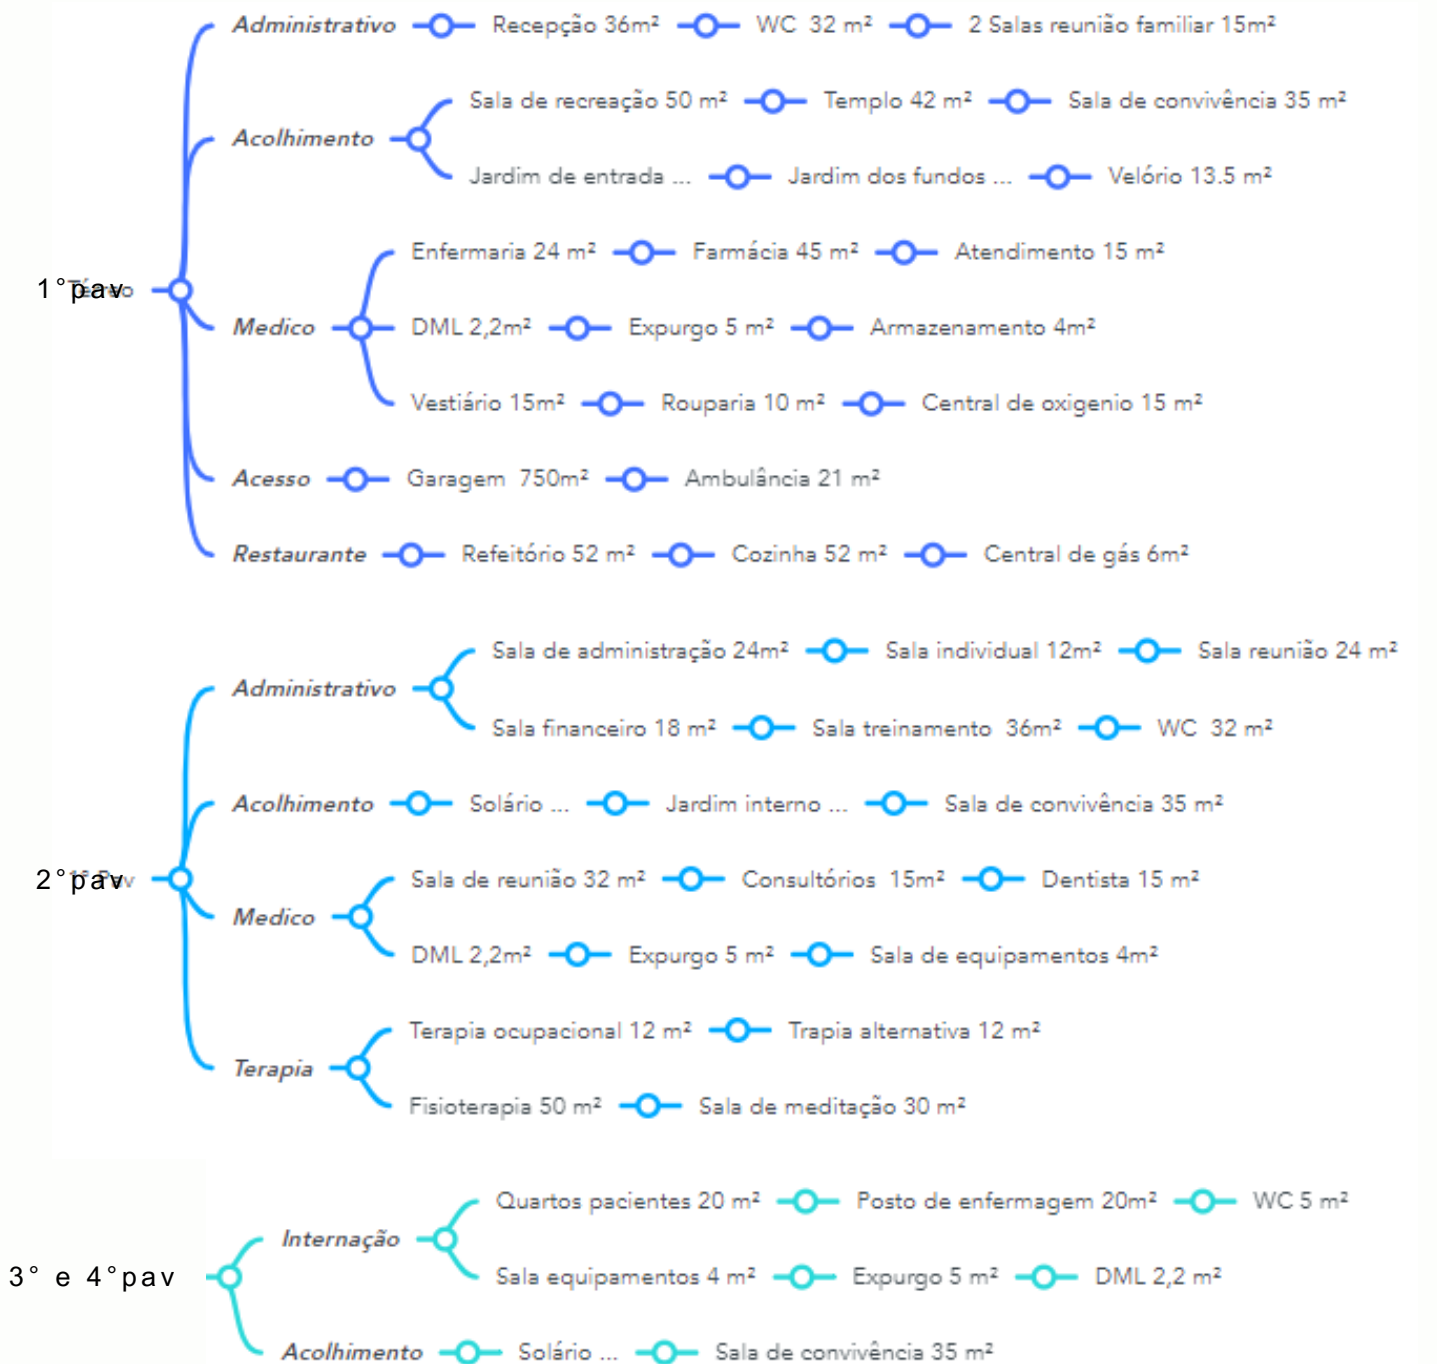 Administrativo Recepção 36m² WC 32 m² 2 Salas reunião familiar 15m²
Sala de recreação 50 m² Templo 42 m² Sala de convivência 35 m²
Acolhimento
Jardim de entrada ... Jardim dos fundos ... Velório 13.5 m²
Enfermaria 24 m² Farmácia 45 m² Atendimento 15 m²
1°pav
Medico DML 2,2m² Expurgo 5 m² Armazenamento 4m²
Vestiário 15m² Rouparia 10 m² Central de oxigenio 15 m²
Acesso Garagem 750m² Ambulância 21 m²
Restaurante Refeitório 52 m² Cozinha 52 m² Central de gás 6m²
Sala de administração 24m² Sala individual 12m² Sala reunião 24 m²
Administrativo
Sala financeiro 18 m² Sala treinamento 36m² WC 32 m²
Acolhimento Solário ... Jardim interno ... Sala de convivência 35 m²
2°pav Sala de reunião 32 m² Consultórios 15m² Dentista 15 m²
Medico
DML 2,2m² Expurgo 5 m² Sala de equipamentos 4m²
Terapia ocupacional 12 m² Trapia alternativa 12 m²
Terapia
Fisioterapia 50 m² Sala de meditação 30 m²
Quartos pacientes 20 m² Posto de enfermagem 20m² WC 5 m²
Internação
3° e 4°pav Sala equipamentos 4 m² Expurgo 5 m² DML 2,2 m²
Acolhimento Solário ... Sala de convivência 35 m²